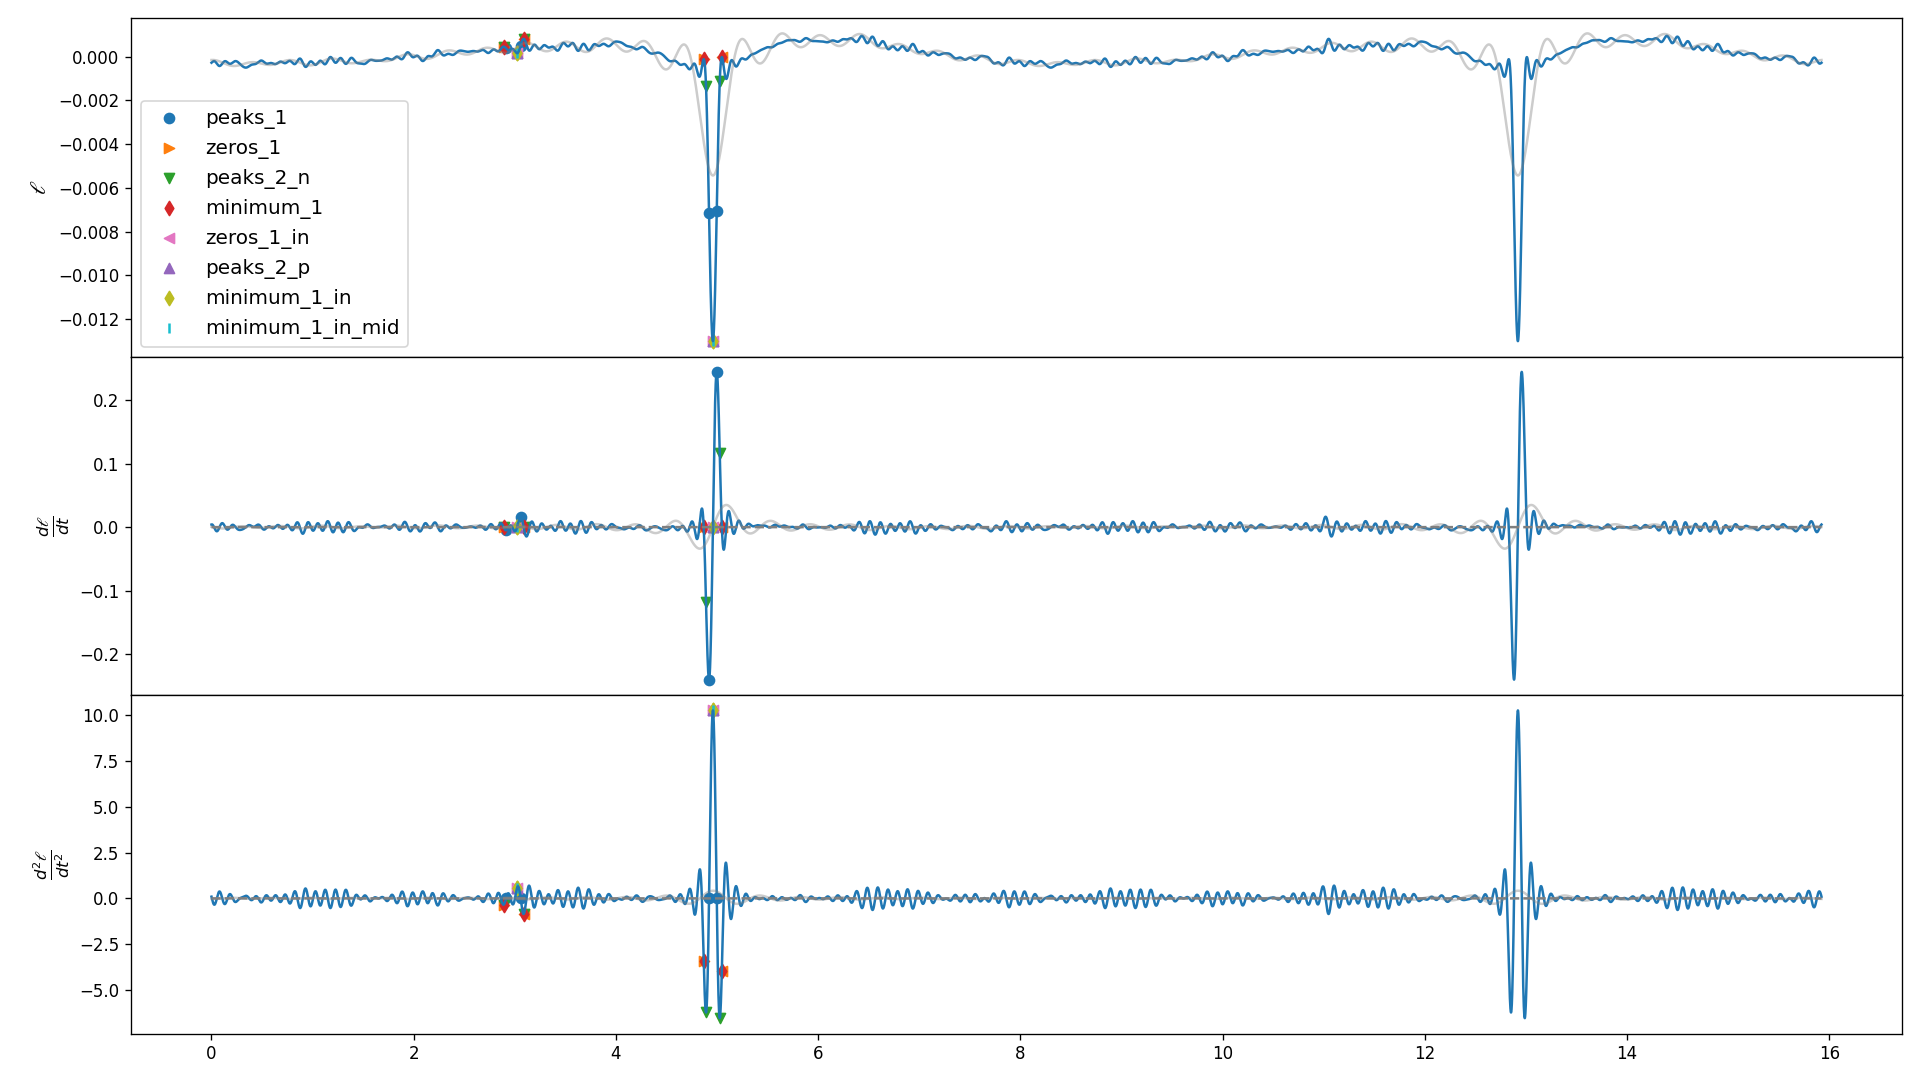 0.000
−0.002
−0.004
−0.006
−0.008
−0.010
−0.012
ℓ
peaks_1
zeros_1
peaks_2_n
minimum_1
zeros_1_in
peaks_2_p
minimum_1_in
minimum_1_in_mid
0.2
0.1
0.0
−0.1
−0.2
dℓ
dt
10.0
7.5
5.0
2.5
0.0
−2.5
−5.0
d²ℓ
dt²
0 2 4 6 8 10 12 14 16